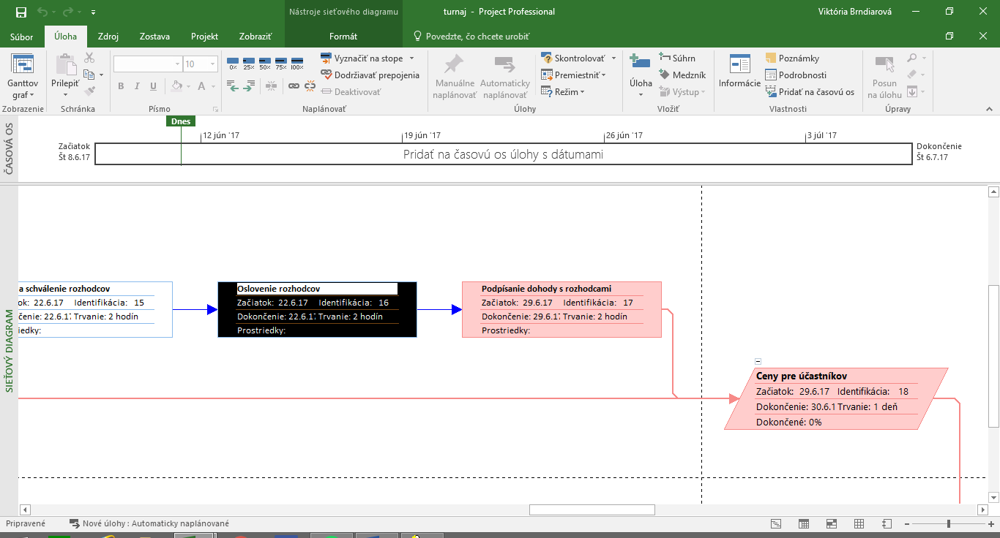 Nástroje sieťového diagramu
turnaj - Project Professional
Viktória Brndiarová
Súbor
Úloha
Zdroj
Zostava
Projekt
Zobraziť
Formát
Povedzte, čo chcete urobiť
Ganttov graf
Zobrazenie
Prilepiť
Schránka
10
B I U
A
Písmo
0% 25% 50% 75% 100%
Vyznačiť na stope
Dodržiavať prepojenia
Deaktivovať
Naplánovať
Manuálne naplánovať
Automaticky naplánovať
Skontrolovať
Premiestniť
Režim
Úlohy
Úloha
Súhrn
Medzník
Výstup
Vložiť
Informácie
Poznámky
Podrobnosti
Pridať na časovú os
Vlastnosti
Posun na úlohu
Úpravy
ČASOVÁ OS
Dnes
12 jún '17
19 jún '17
26 jún '17
3 júl '17
Začiatok
Št 8.6.17
Pridať na časovú os úlohy s dátumami
Dokončenie
Št 6.7.17
SIEŤOVÝ DIAGRAM
a schválenie rozhodcov
ok: 22.6.17 Identifikácia: 15
čenie: 22.6.17 Trvanie: 2 hodín
iedky:
Oslovenie rozhodcov
Začiatok: 22.6.17 Identifikácia: 16
Dokončenie: 22.6.17 Trvanie: 2 hodín
Prostriedky:
Podpísanie dohody s rozhodcami
Začiatok: 29.6.17 Identifikácia: 17
Dokončenie: 29.6.17 Trvanie: 2 hodín
Prostriedky:
Ceny pre účastníkov
Začiatok: 29.6.17 Identifikácia: 18
Dokončenie: 30.6.1 Trvanie: 1 deň
Dokončené: 0%
Pripravené
Nové úlohy : Automaticky naplánované